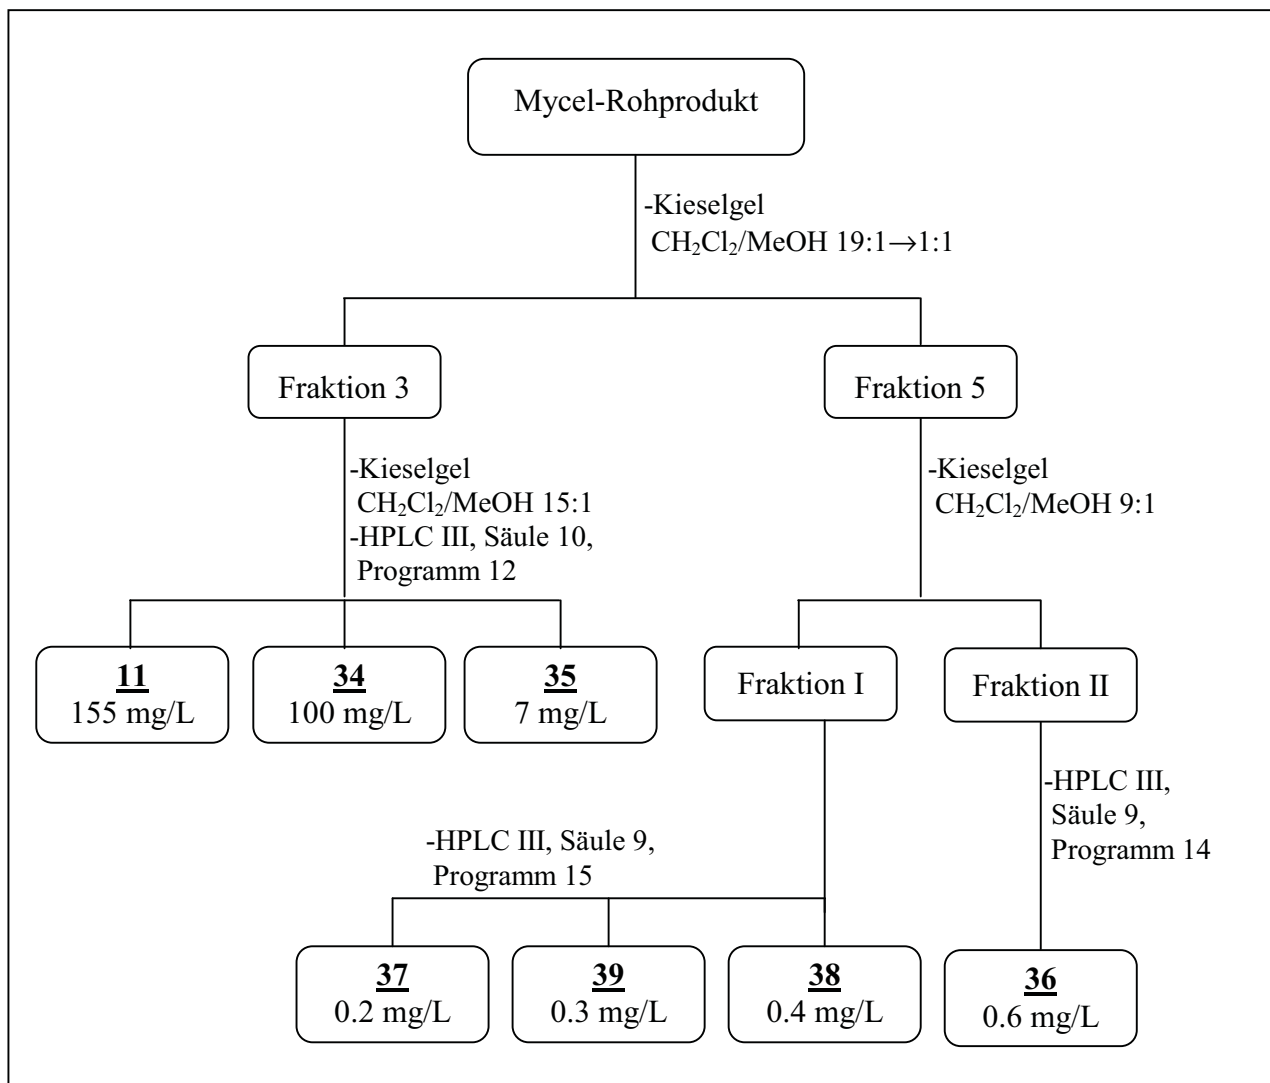 Mycel-Rohprodukt
-Kieselgel
CH₂Cl₂/MeOH 19:1→1:1
Fraktion 3
Fraktion 5
-Kieselgel
CH₂Cl₂/MeOH 15:1
-HPLC III, Säule 10,
Programm 12
-Kieselgel
CH₂Cl₂/MeOH 9:1
11
155 mg/L
34
100 mg/L
35
7 mg/L
Fraktion I
Fraktion II
-HPLC III, Säule 9,
Programm 15
-HPLC III,
Säule 9,
Programm 14
37
0.2 mg/L
39
0.3 mg/L
38
0.4 mg/L
36
0.6 mg/L